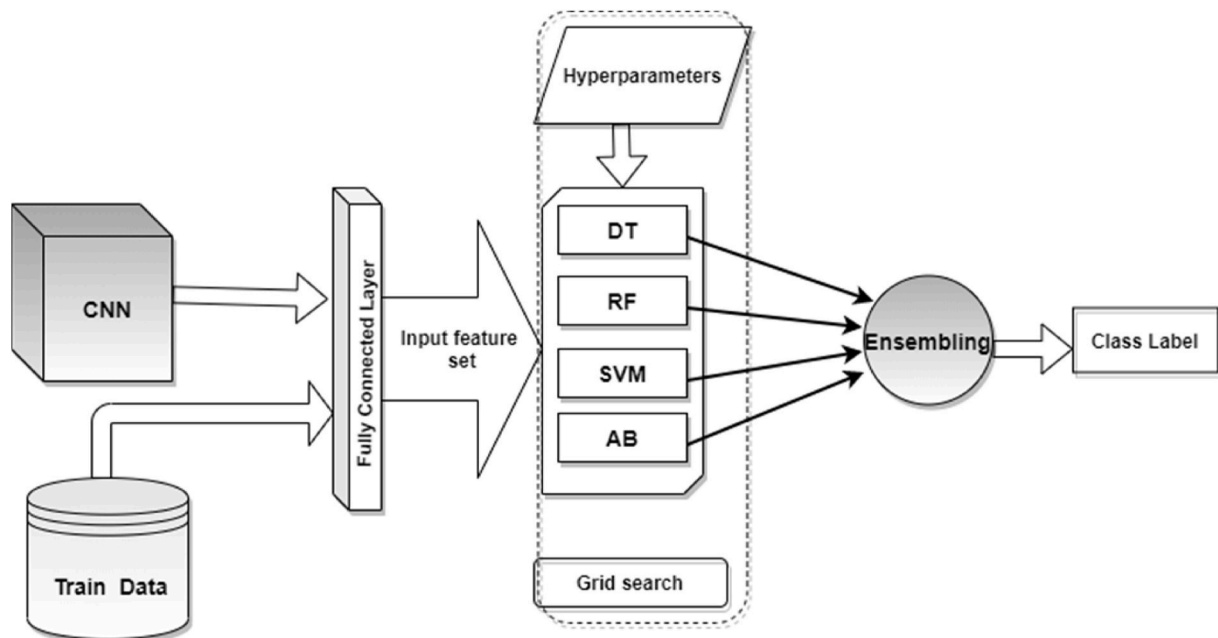 Hyperparameters
CNN
Train Data
Fully Connected Layer
Input feature
set
DT
RF
SVM
AB
Grid search
Ensembling
Class Label